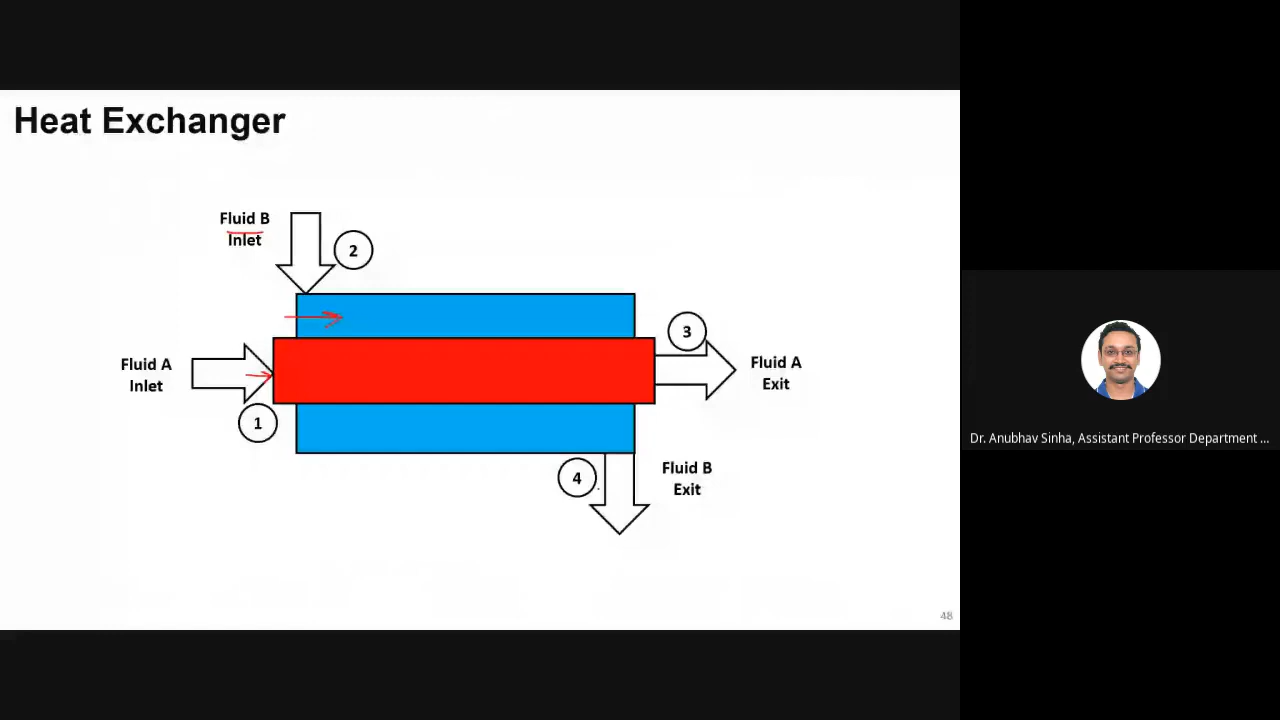 Heat Exchanger
Fluid B
Inlet
2
3
Fluid A
Inlet
Fluid A
Exit
1
4
Fluid B
Exit
48
Dr. Anubhav Sinha, Assistant Professor Department ...